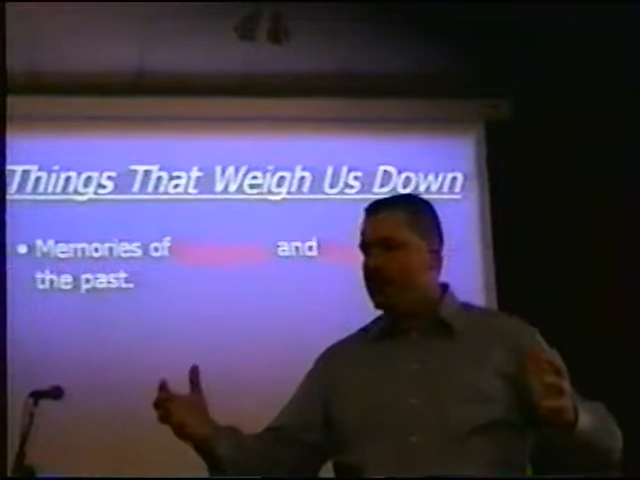 Things That Weigh Us Down
• Memories of and
the past.